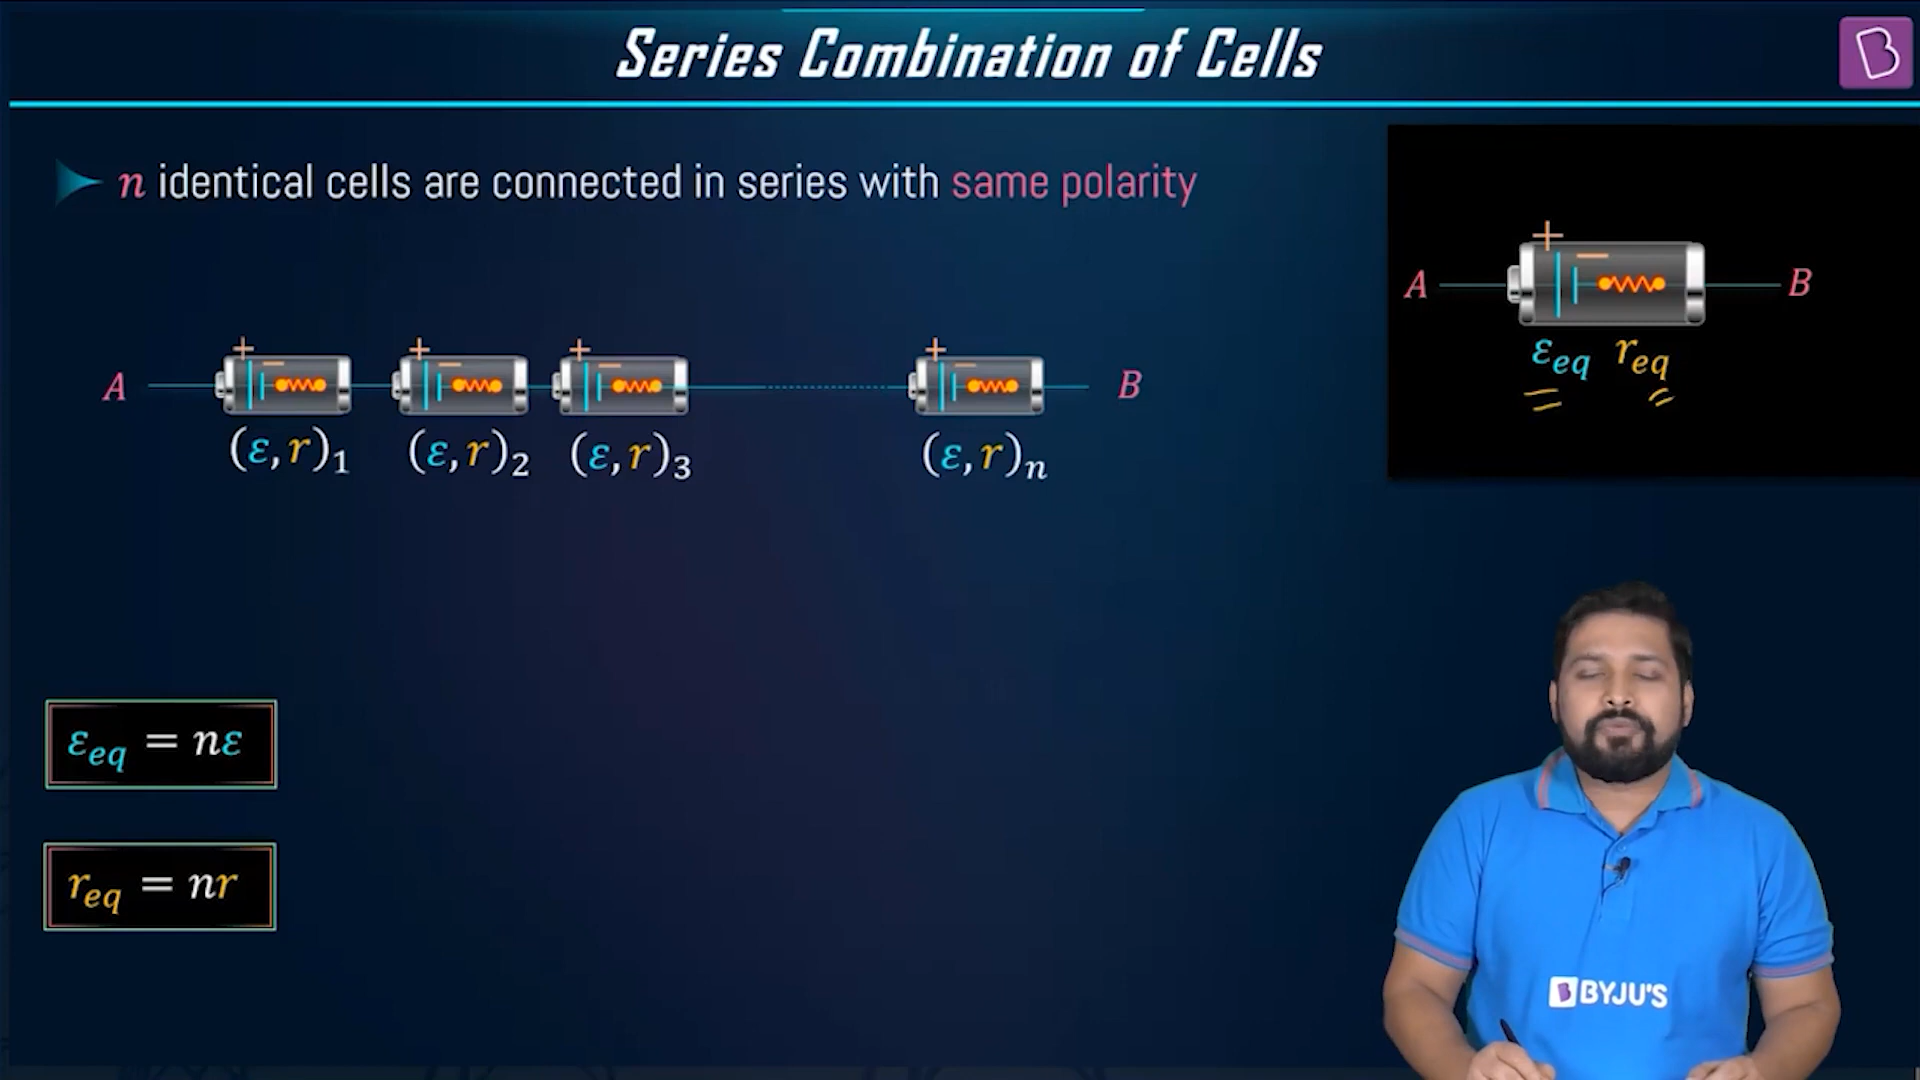 Series Combination of Cells
n identical cells are connected in series with same polarity
+ − + − + − + −
A B
(ε, r)₁ (ε, r)₂ (ε, r)₃ (ε, r)ₙ
+ −
A B
εeq req
εeq = nε
req = nr
BYJU'S